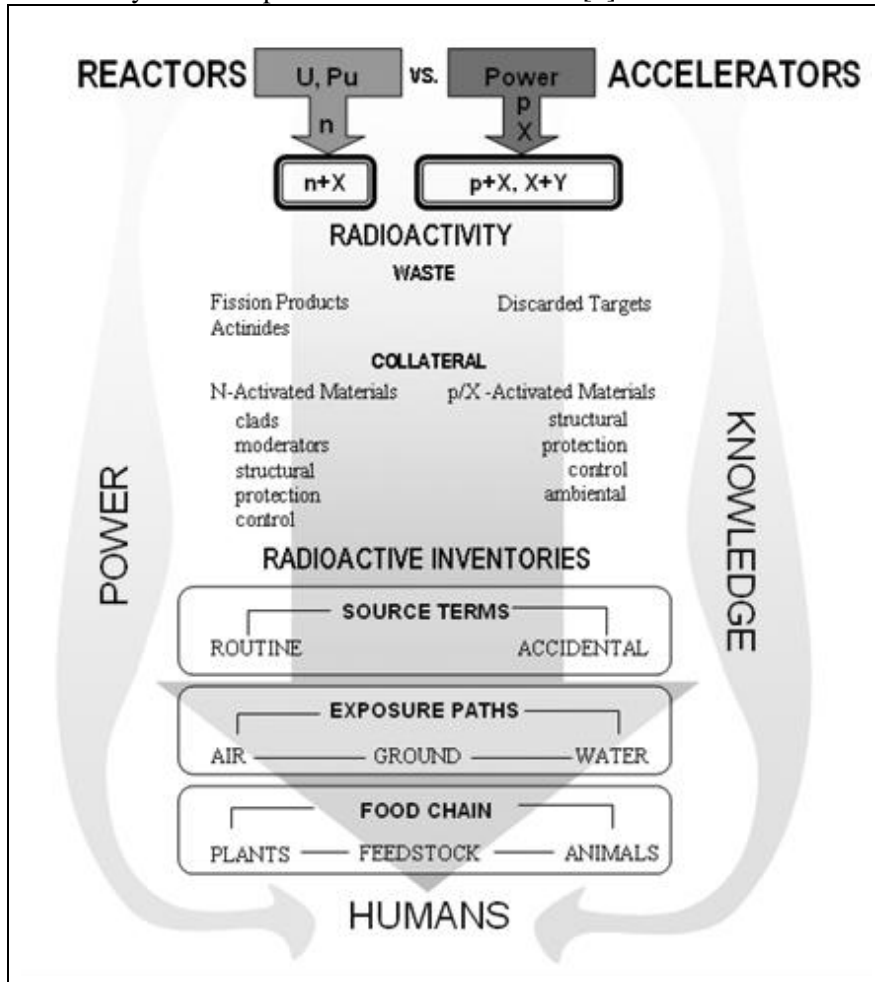 REACTORS U, Pu vs. Power ACCELERATORS
n p
X
n+X p+X, X+Y
RADIOACTIVITY
WASTE
Fission Products Discarded Targets
Actinides
COLLATERAL
N-Activated Materials p/X -Activated Materials
clads structural
moderators protection
structural control
protection ambiental
control
POWER
KNOWLEDGE
RADIOACTIVE INVENTORIES
SOURCE TERMS
ROUTINE ACCIDENTAL
EXPOSURE PATHS
AIR GROUND WATER
FOOD CHAIN
PLANTS FEEDSTOCK ANIMALS
HUMANS